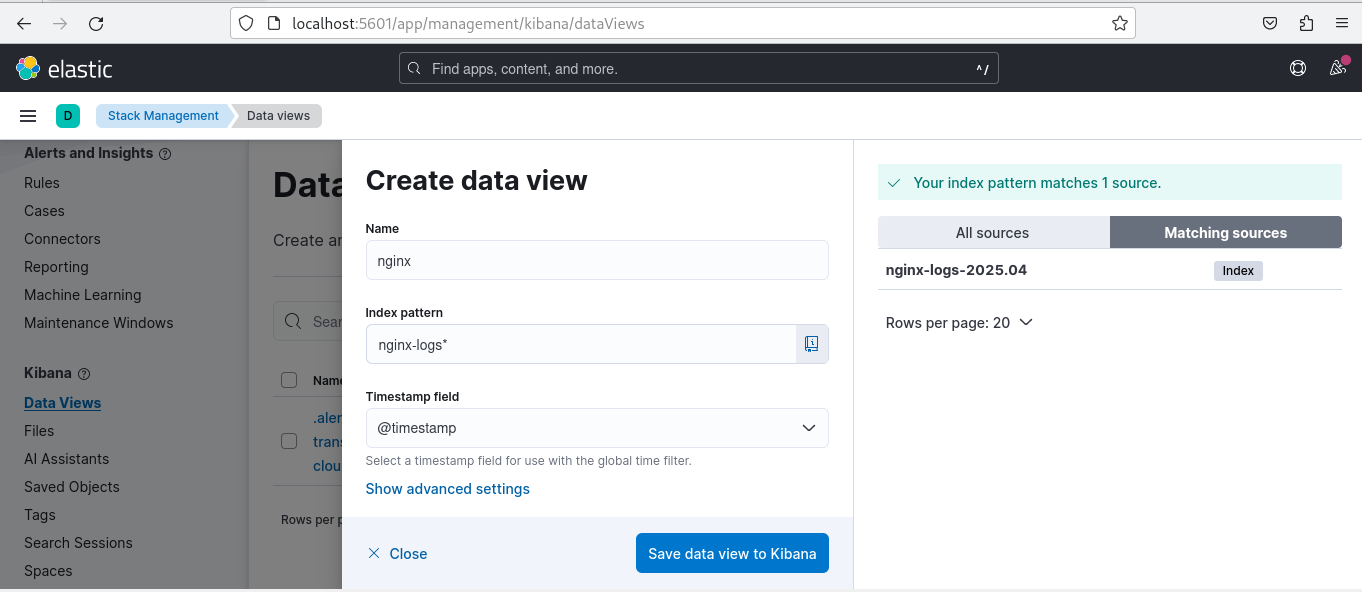 localhost:5601/app/management/kibana/dataViews
elastic
Find apps, content, and more.
^/
D
Stack Management
Data views
Alerts and Insights
Rules
Cases
Connectors
Reporting
Machine Learning
Maintenance Windows
Kibana
Data Views
Files
AI Assistants
Saved Objects
Tags
Search Sessions
Spaces
Data
Create an
Sear
Name
.aler
trans
clou
Rows per p
Create data view
Name
nginx
Index pattern
nginx-logs*
Timestamp field
@timestamp
Select a timestamp field for use with the global time filter.
Show advanced settings
Close
Save data view to Kibana
Your index pattern matches 1 source.
All sources
Matching sources
nginx-logs-2025.04
Index
Rows per page: 20